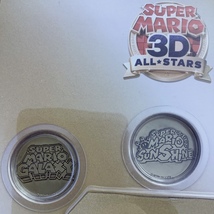 SUPER MARIO
3D
ALL★STARS
SUPER
MARIO
GALAXY
SUPER
MARIO
SUNSHINE